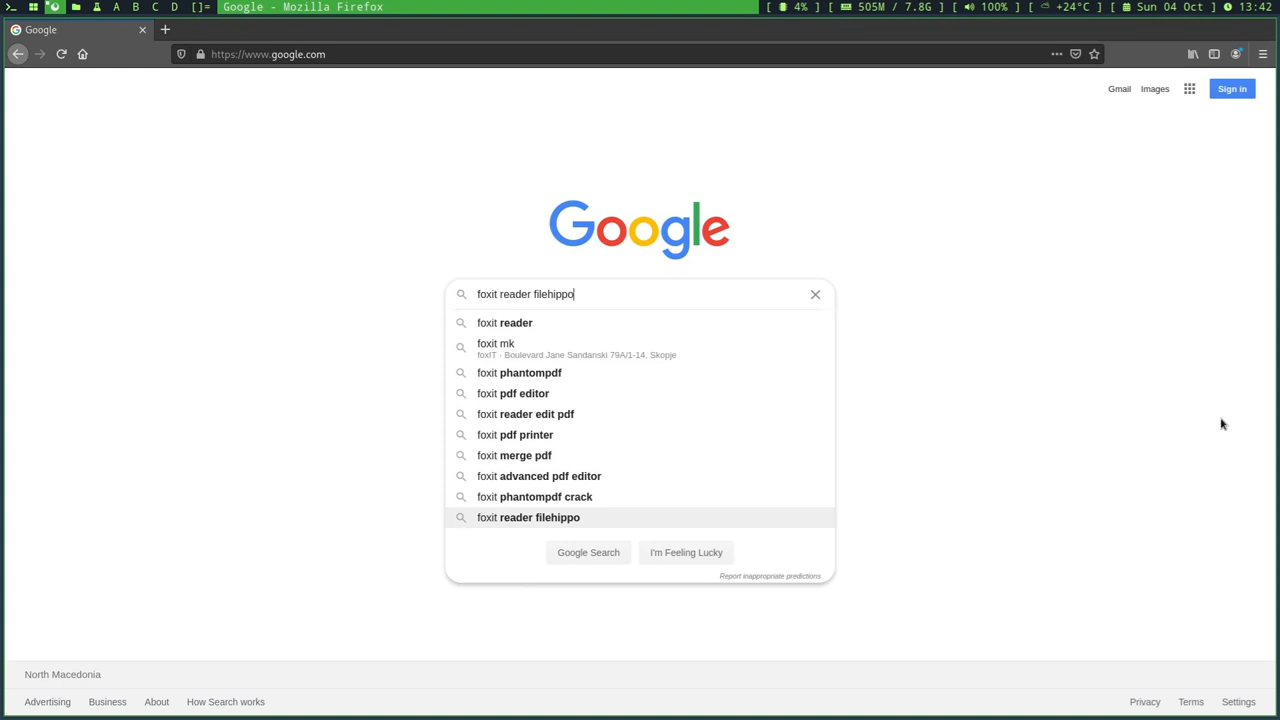 A B C D []= Google - Mozilla Firefox [ 4% ] [ 505M / 7.8G ] [ 100% ] [ +24°C ] [ Sun 04 Oct ] 13:42
Google
https://www.google.com
Gmail Images Sign in
Google
foxit reader filehippo
foxit reader
foxit mk
foxIT · Boulevard Jane Sandanski 79A/1-14, Skopje
foxit phantompdf
foxit pdf editor
foxit reader edit pdf
foxit pdf printer
foxit merge pdf
foxit advanced pdf editor
foxit phantompdf crack
foxit reader filehippo
Google Search I'm Feeling Lucky
Report inappropriate predictions
North Macedonia
Advertising Business About How Search works Privacy Terms Settings